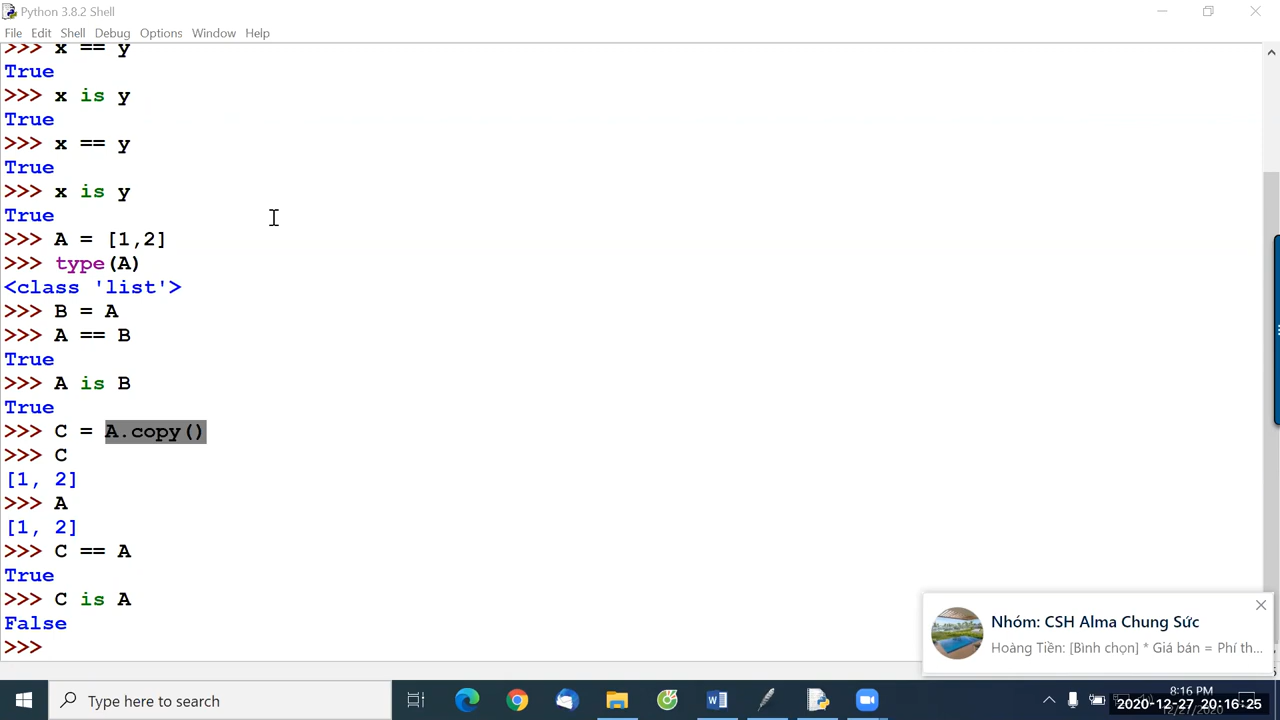 Python 3.8.2 Shell
File Edit Shell Debug Options Window Help
>>> x == y
True
>>> x is y
True
>>> x == y
True
>>> x is y
True
>>> A = [1,2]
>>> type(A)
<class 'list'>
>>> B = A
>>> A == B
True
>>> A is B
True
>>> C = A.copy()
>>> C
[1, 2]
>>> A
[1, 2]
>>> C == A
True
>>> C is A
False
>>>
Nhóm: CSH Alma Chung Sức
Hoàng Tiền: [Bình chọn] * Giá bán = Phí th...
Type here to search
8:16 PM
2020-12-27 20:16:25